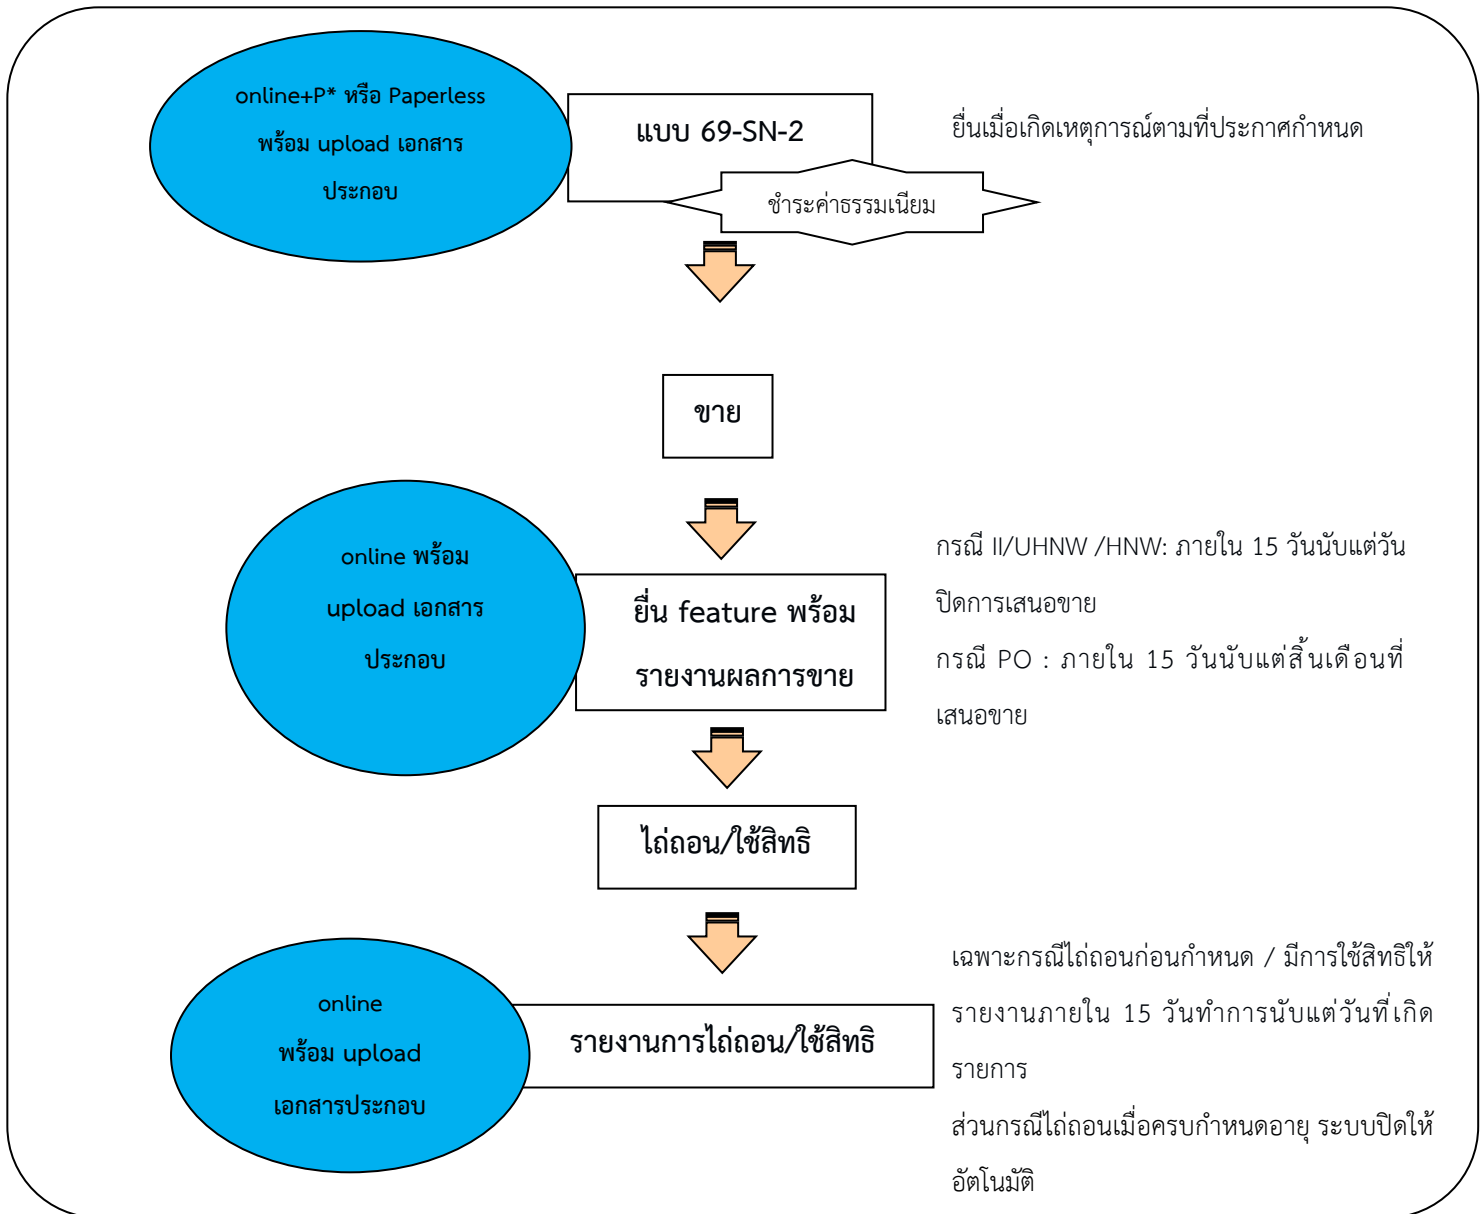 online+P* หรือ Paperless
พร้อม upload เอกสาร
ประกอบ
แบบ 69-SN-2
ยื่นเมื่อเกิดเหตุการณ์ตามที่ประกาศกำหนด
ชำระค่าธรรมเนียม
ขาย
online พร้อม
upload เอกสาร
ประกอบ
ยื่น feature พร้อม
รายงานผลการขาย
กรณี II/UHNW /HNW: ภายใน 15 วันนับแต่วัน
ปิดการเสนอขาย
กรณี PO : ภายใน 15 วันนับแต่สิ้นเดือนที่
เสนอขาย
ไถ่ถอน/ใช้สิทธิ
online
พร้อม upload
เอกสารประกอบ
รายงานการไถ่ถอน/ใช้สิทธิ
เฉพาะกรณีไถ่ถอนก่อนกำหนด / มีการใช้สิทธิให้
รายงานภายใน 15 วันทำการนับแต่วันที่เกิด
รายการ
ส่วนกรณีไถ่ถอนเมื่อครบกำหนดอายุ ระบบปิดให้
อัตโนมัติ